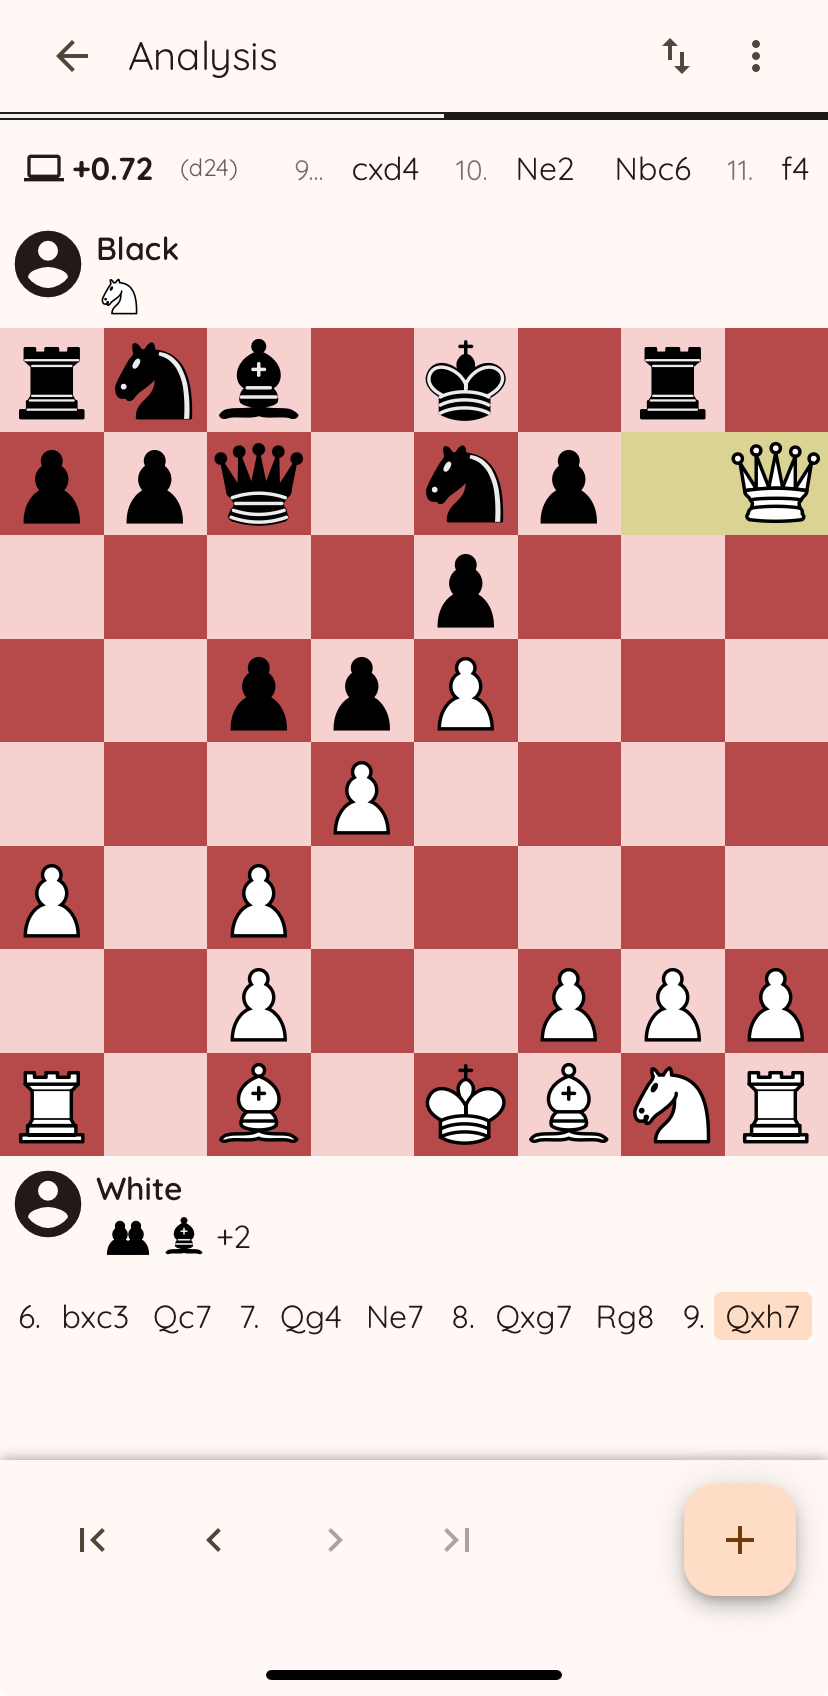 Analysis
+0.72 (d24) 9... cxd4 10. Ne2 Nbc6 11. f4
Black
White
+2
6. bxc3 Qc7 7. Qg4 Ne7 8. Qxg7 Rg8 9. Qxh7